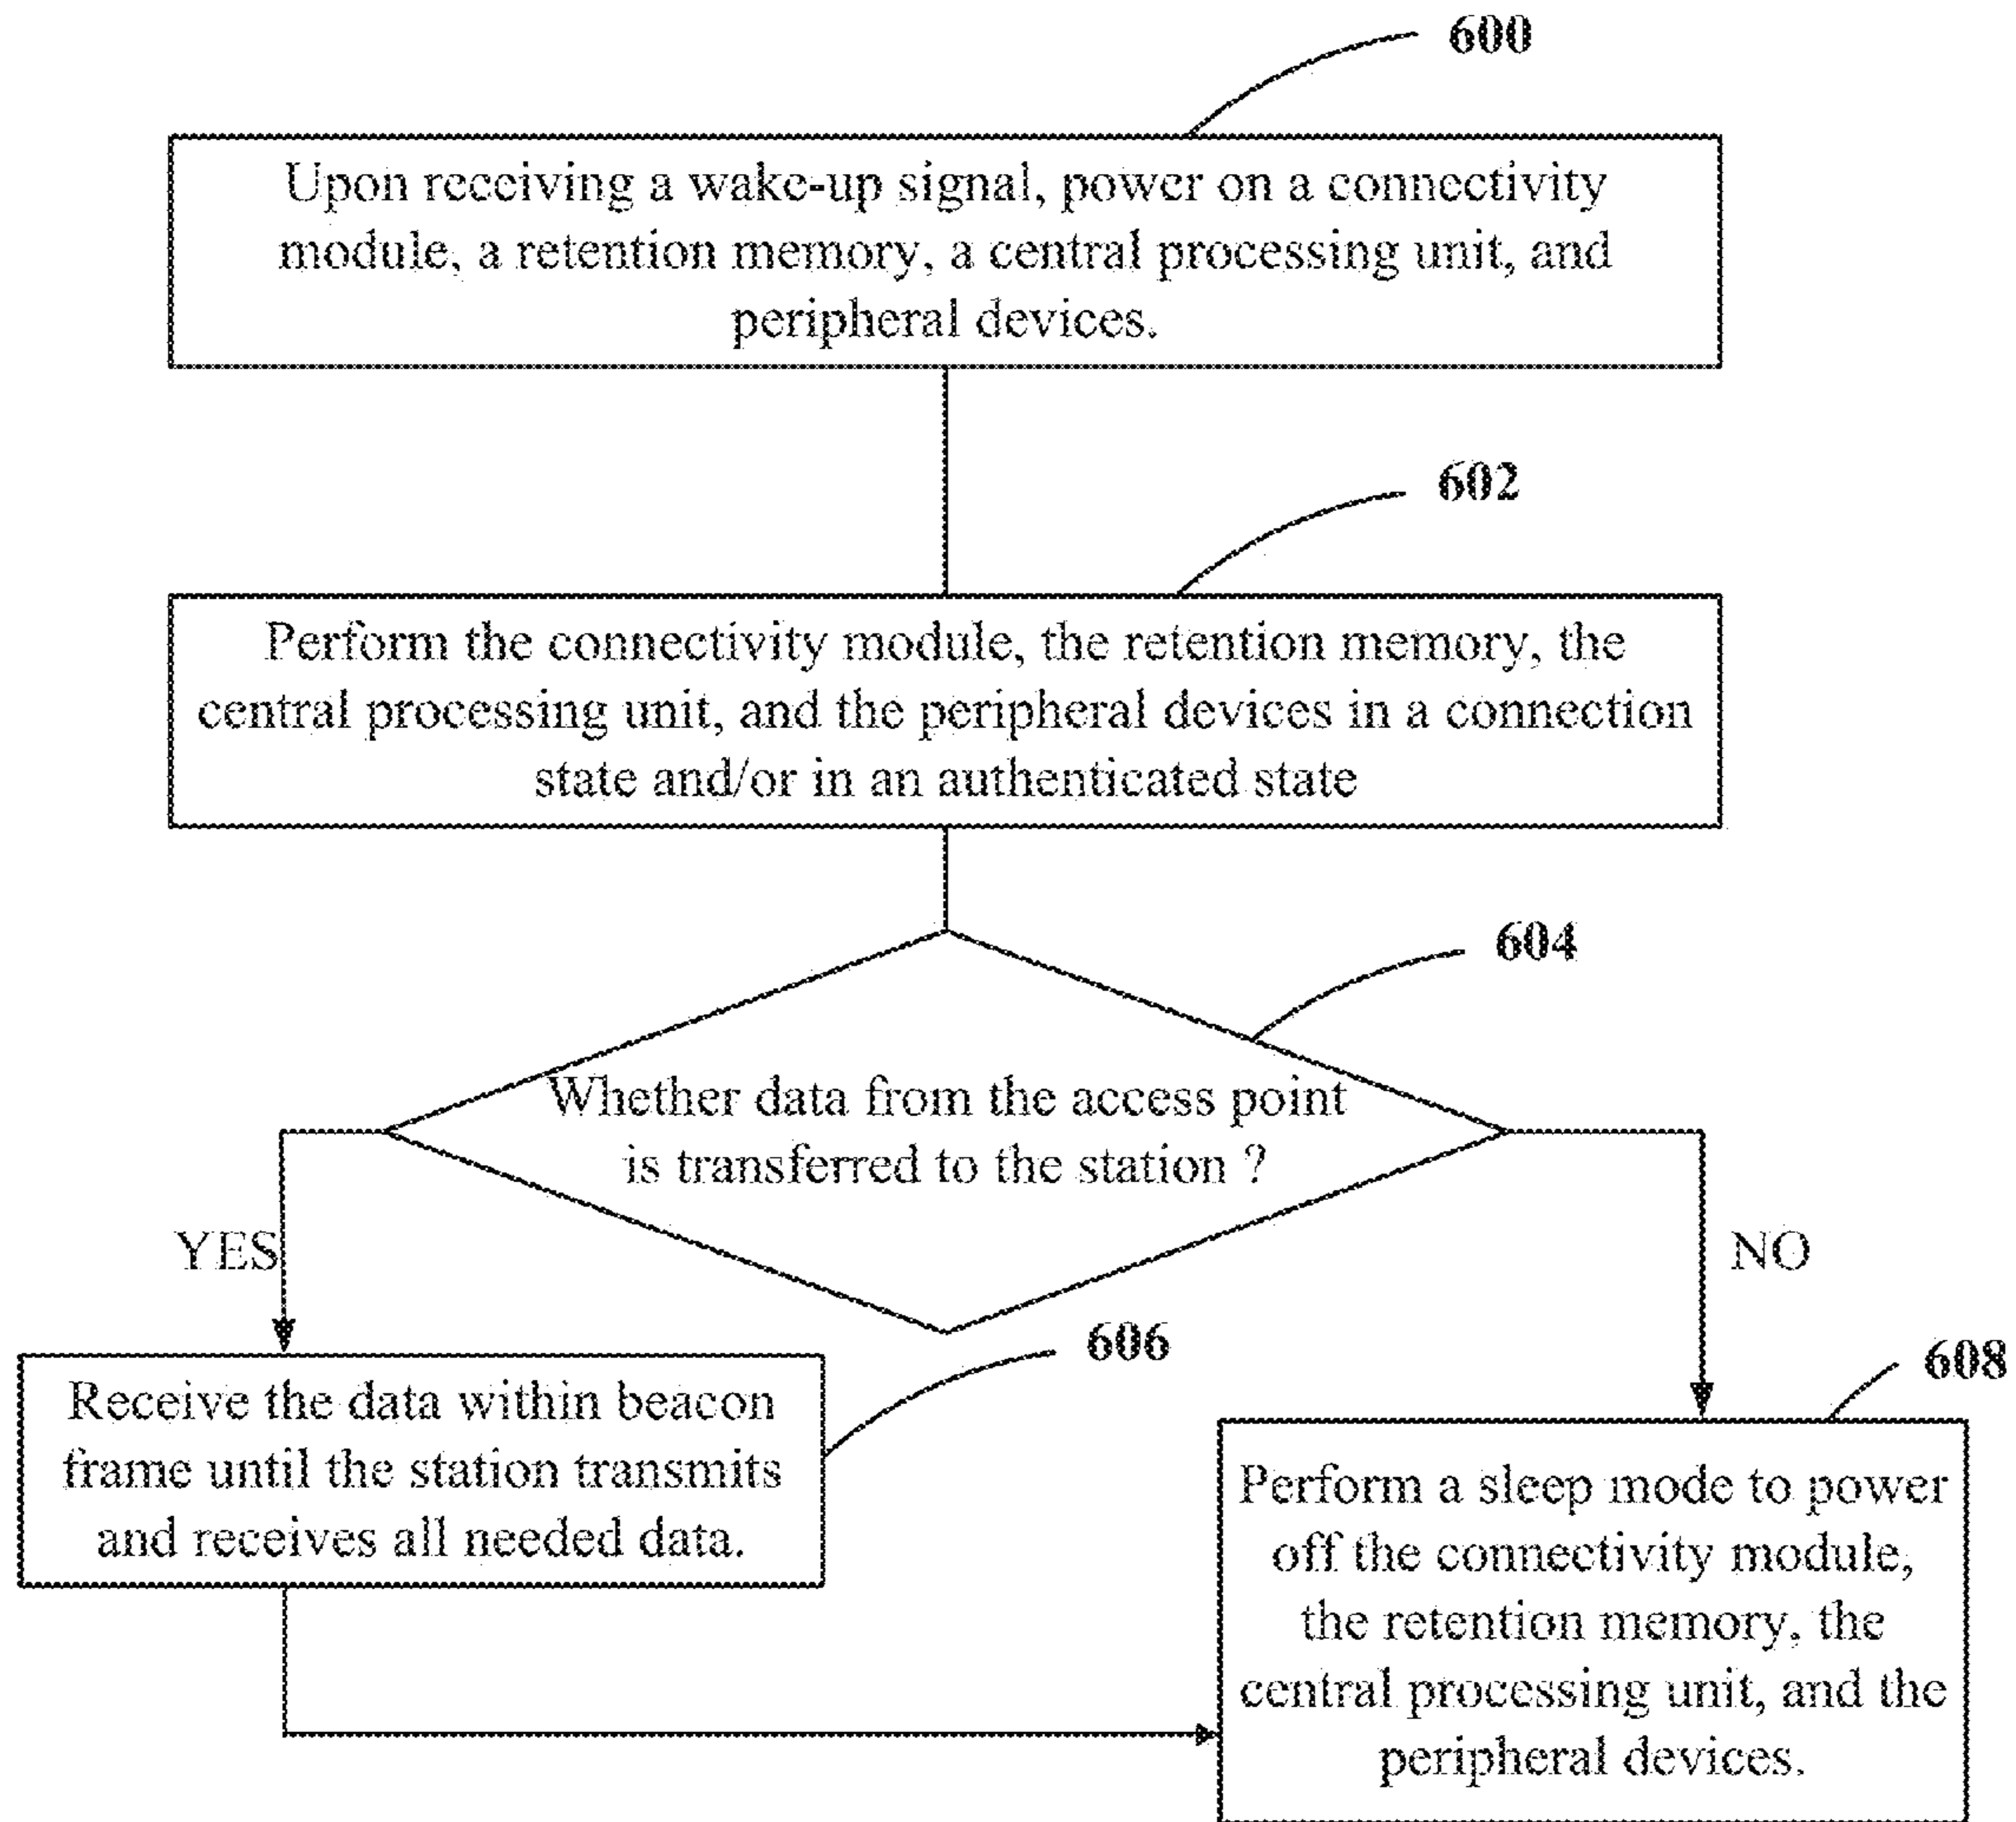 600
Upon receiving a wake-up signal, power on a connectivity
module, a retention memory, a central processing unit, and
peripheral devices.
602
Perform the connectivity module, the retention memory, the
central processing unit, and the peripheral devices in a connection
state and/or in an authenticated state
604
Whether data from the access point
is transferred to the station ?
YES
NO
606
Receive the data within beacon
frame until the station transmits
and receives all needed data.
608
Perform a sleep mode to power
off the connectivity module,
the retention memory, the
central processing unit, and the
peripheral devices.